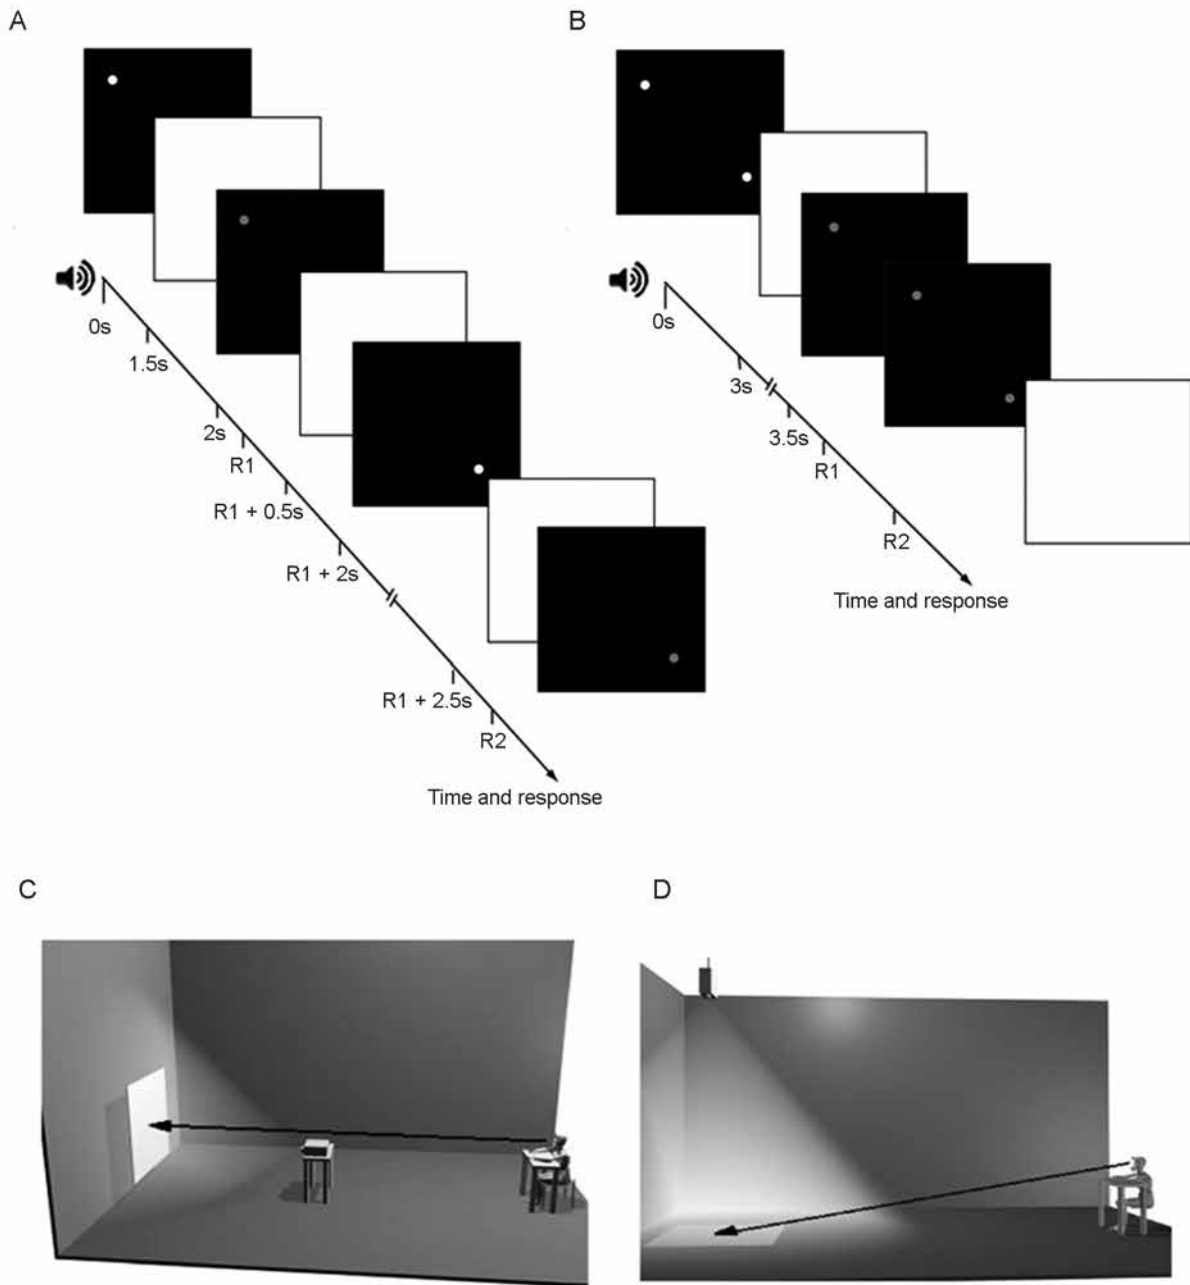 A
B
0s
1.5s
2s
R1
R1 + 0.5s
R1 + 2s
R1 + 2.5s
R2
Time and response
0s
3s
3.5s
R1
R2
Time and response
C
D